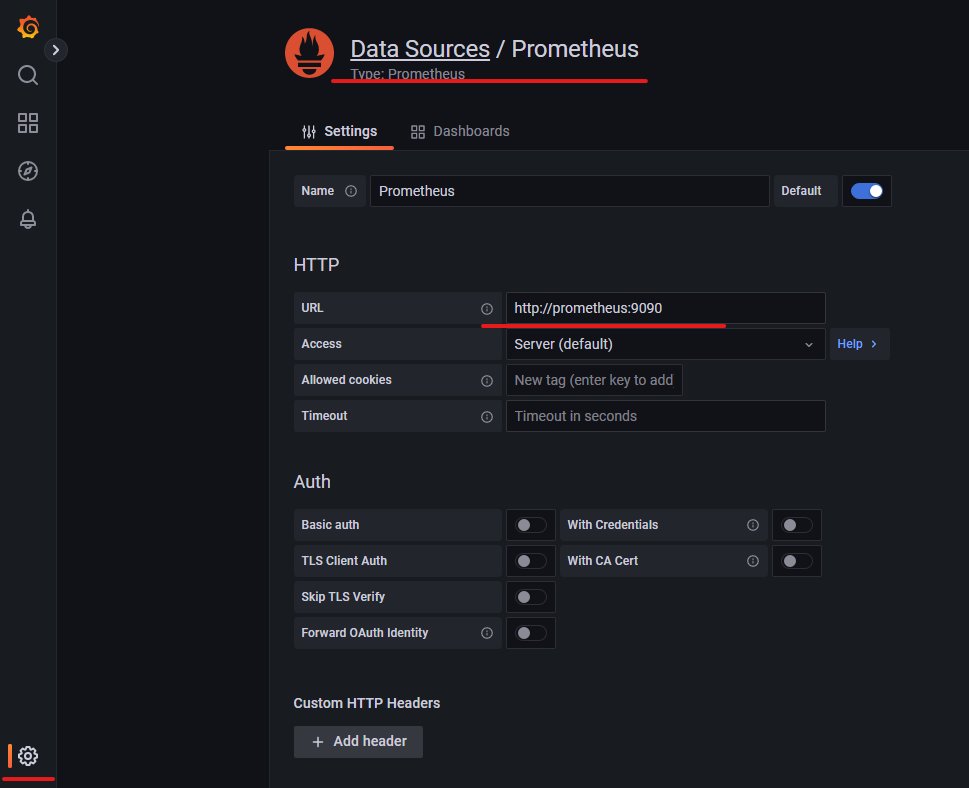 Data Sources / Prometheus
Type: Prometheus
Settings Dashboards
Name Prometheus Default
HTTP
URL http://prometheus:9090
Access Server (default) Help
Allowed cookies New tag (enter key to add
Timeout Timeout in seconds
Auth
Basic auth With Credentials
TLS Client Auth With CA Cert
Skip TLS Verify
Forward OAuth Identity
Custom HTTP Headers
+ Add header